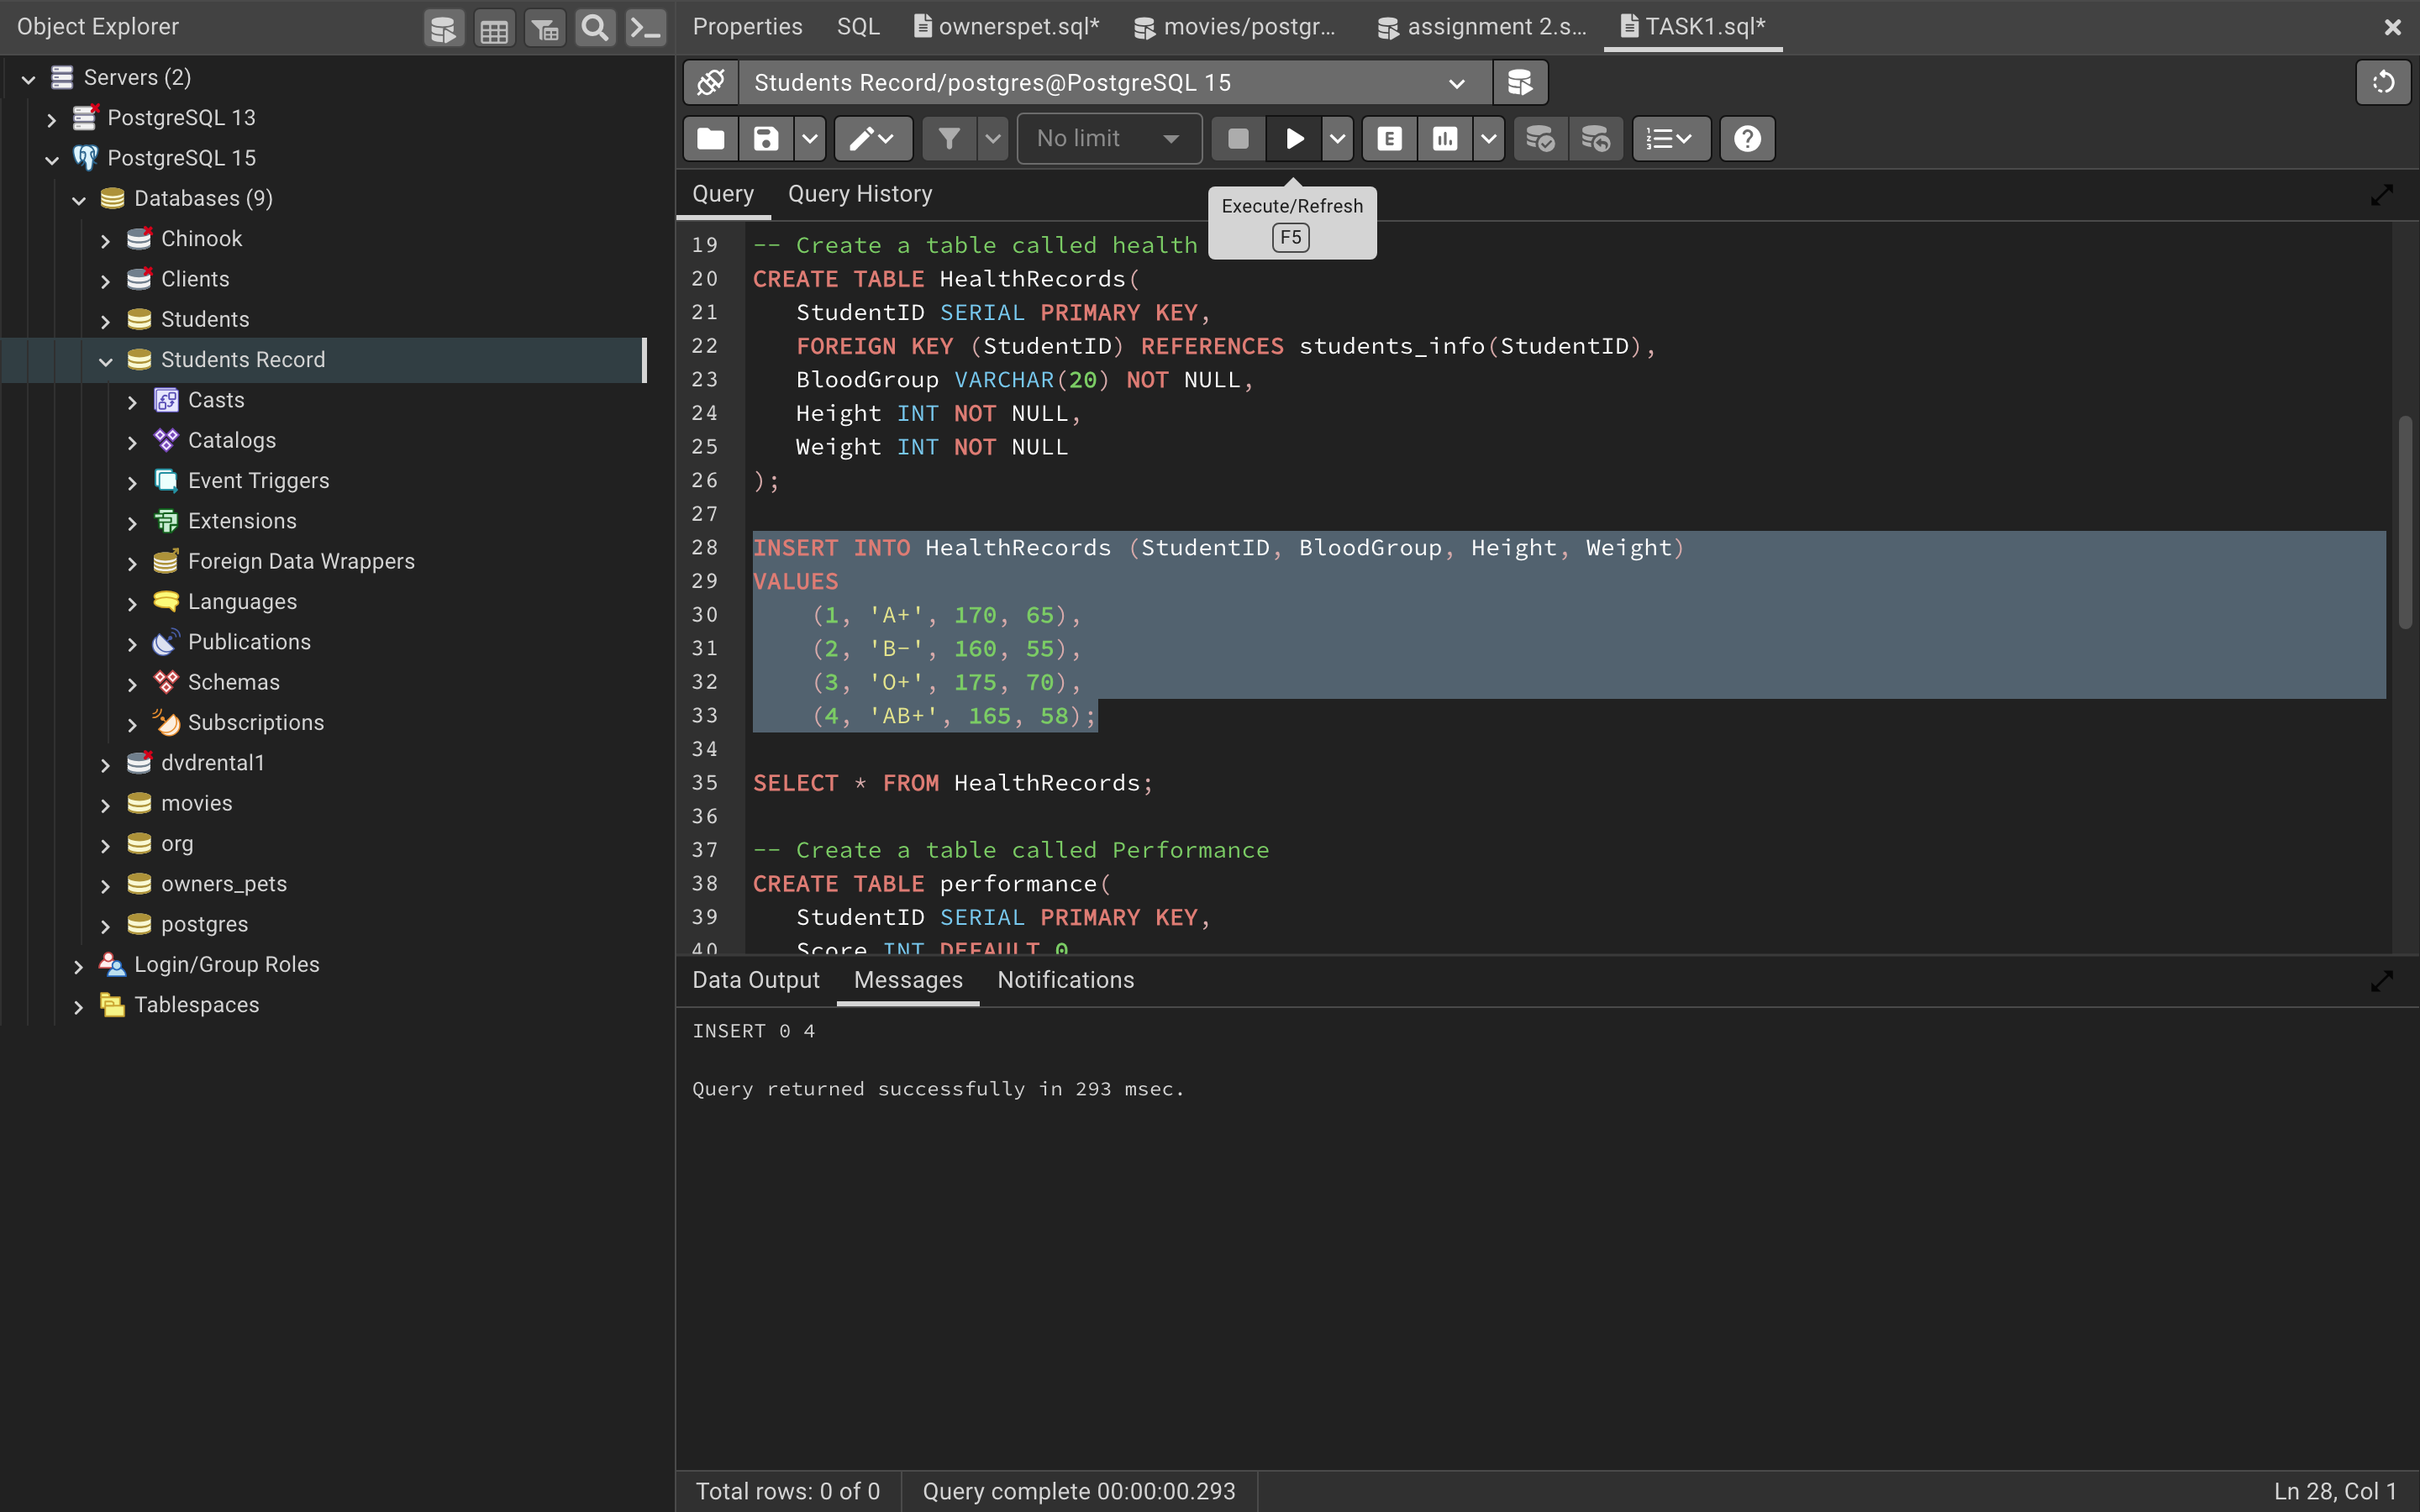 Object Explorer
Servers (2)
PostgreSQL 13
PostgreSQL 15
Databases (9)
Chinook
Clients
Students
Students Record
Casts
Catalogs
Event Triggers
Extensions
Foreign Data Wrappers
Languages
Publications
Schemas
Subscriptions
dvdrental1
movies
org
owners_pets
postgres
Login/Group Roles
Tablespaces
Properties SQL ownerspet.sql* movies/postgr... assignment 2.s... TASK1.sql*
Students Record/postgres@PostgreSQL 15
No limit E
Query Query History
Execute/Refresh
F5
19 -- Create a table called health
20 CREATE TABLE HealthRecords(
21 StudentID SERIAL PRIMARY KEY,
22 FOREIGN KEY (StudentID) REFERENCES students_info(StudentID),
23 BloodGroup VARCHAR(20) NOT NULL,
24 Height INT NOT NULL,
25 Weight INT NOT NULL
26 );
27
28 INSERT INTO HealthRecords (StudentID, BloodGroup, Height, Weight)
29 VALUES
30 (1, 'A+', 170, 65),
31 (2, 'B-', 160, 55),
32 (3, 'O+', 175, 70),
33 (4, 'AB+', 165, 58);
34
35 SELECT * FROM HealthRecords;
36
37 -- Create a table called Performance
38 CREATE TABLE performance(
39 StudentID SERIAL PRIMARY KEY,
40 Score INT DEFAULT 0
Data Output Messages Notifications
INSERT 0 4
Query returned successfully in 293 msec.
Total rows: 0 of 0 Query complete 00:00:00.293 Ln 28, Col 1